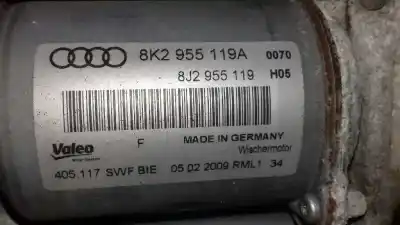 8K2 955 119A 0070
8J2 955 119 H05
F MADE IN GERMANY
Valeo Wischermotor
405.117 SWF BIE 05 02 2009 RML1 34